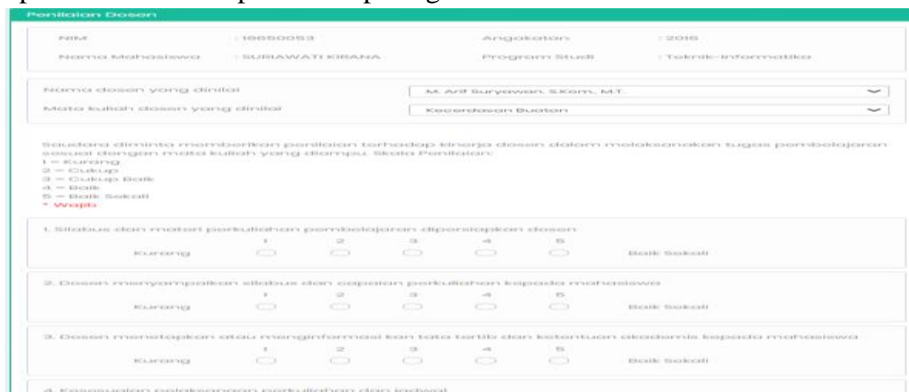 Penilaian Dosen
NIM : 16650053 Angakatan : 2016
Nama Mahasiswa : SURIAWATI KIRANA Program Studi : Teknik-Informatika
Nama dosen yang dinilai M. Arif Suryawan, S.Kom., M.T.
Mata kuliah dosen yang dinilai Kecerdasan Buatan
Saudara diminta memberikan penilaian terhadap kinerja dosen dalam melaksanakan tugas pembelajaran
sesuai dengan mata kuliah yang diampu. Skala Penilaian:
1 = Kurang
2 = Cukup
3 = Cukup Baik
4 = Baik
5 = Baik Sekali
* Wajib
1. Silabus dan materi perkuliahan pembelajaran dipersiapkan dosen
1 2 3 4 5
Kurang Baik Sekali
2. Dosen menyampaikan silabus dan capaian perkuliahan kepada mahasiswa
1 2 3 4 5
Kurang Baik Sekali
3. Dosen menetapkan atau menginformasi kan tata tertib dan ketentuan akademis kepada mahasiswa
1 2 3 4 5
Kurang Baik Sekali
4. Kesesuaian pelaksanaan perkuliahan dan jadwal